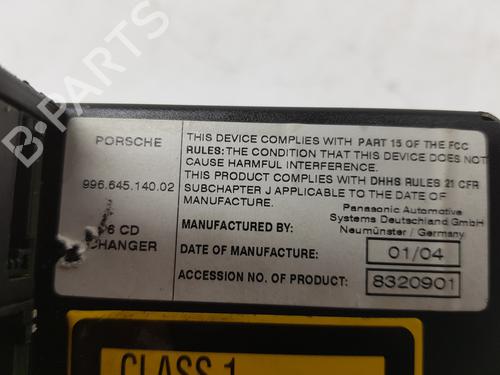 PORSCHE
996.645.140.02
6 CD
CHANGER
THIS DEVICE COMPLIES WITH PART 15 OF THE FCC
RULES: THE CONDITION THAT THIS DEVICE DOES NOT
CAUSE HARMFUL INTERFERENCE.
THIS PRODUCT COMPLIES WITH DHHS RULES 21 CFR
SUBCHAPTER J APPLICABLE TO THE DATE OF
MANUFACTURE.
Panasonic Automotive
Systems Deutschland GmbH
Neumünster / Germany
MANUFACTURED BY:
DATE OF MANUFACTURE: 01/04
ACCESSION NO. OF PRODUCT: 8320901
CLASS 1
B-PARTS